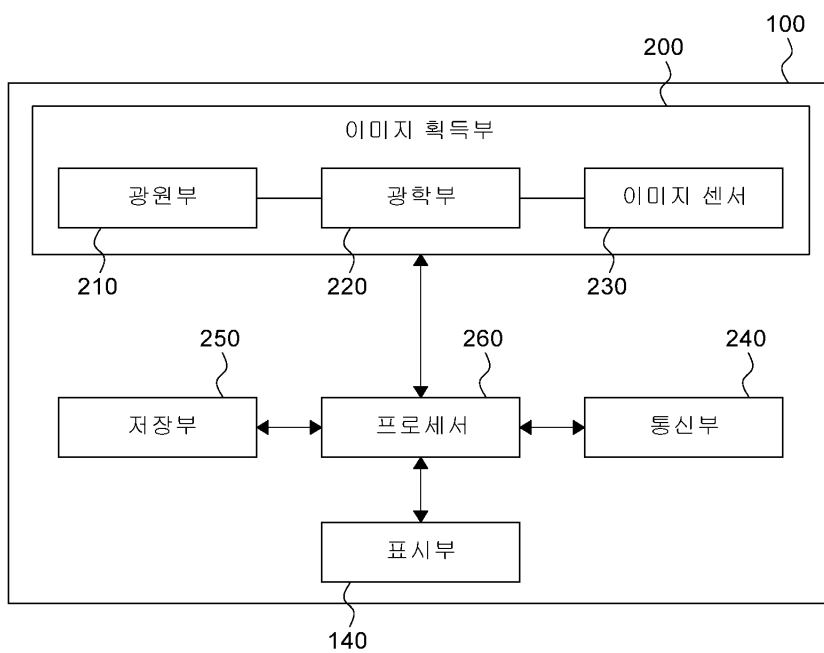 100
200
이미지 획득부
광원부
광학부
이미지 센서
210
220
230
250
260
240
저장부
프로세서
통신부
표시부
140